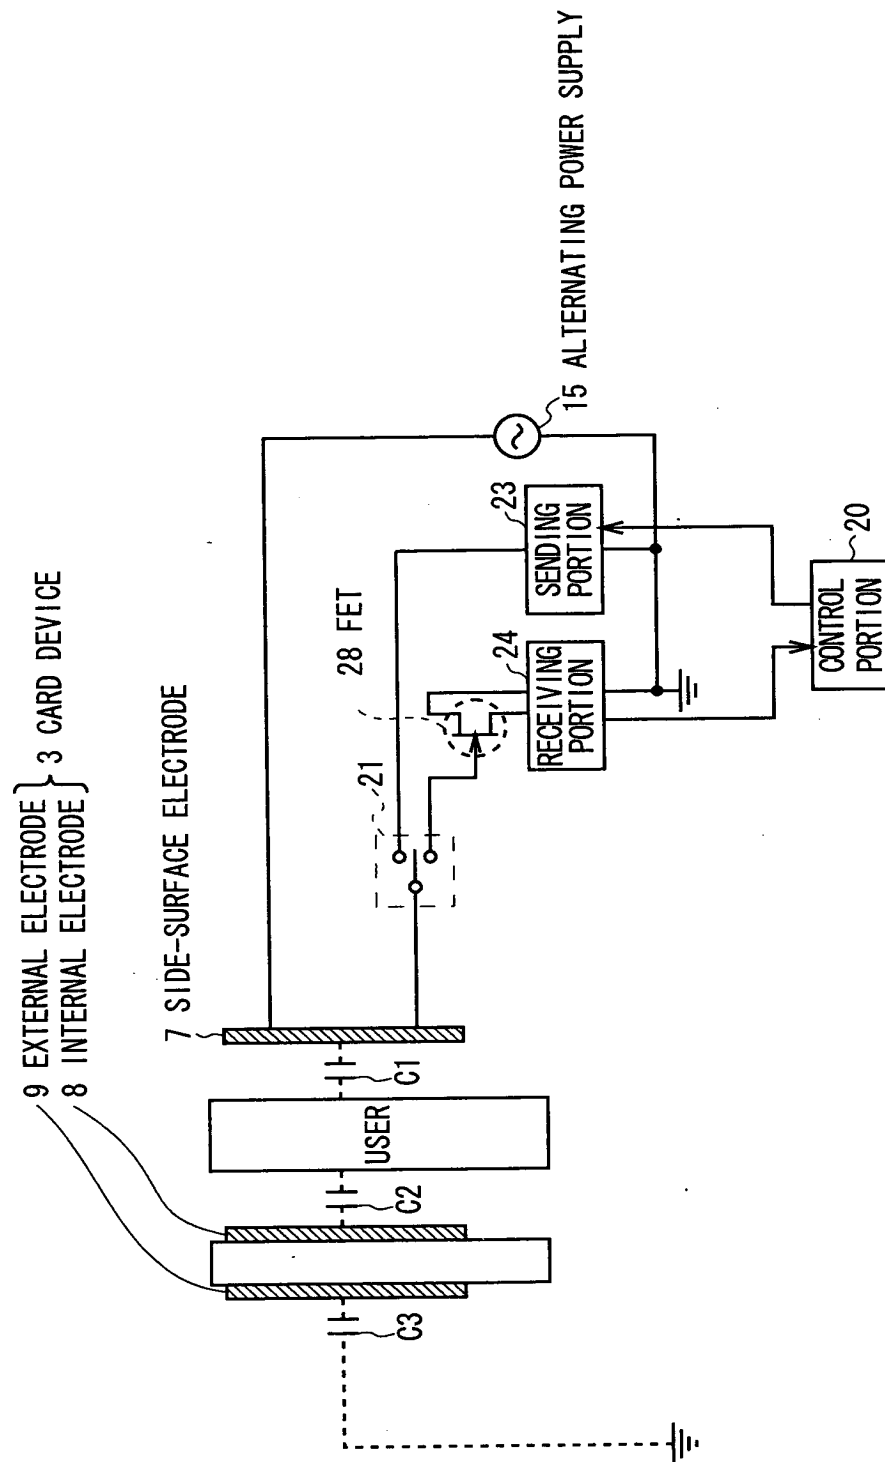 9 EXTERNAL ELECTRODE
8 INTERNAL ELECTRODE
3 CARD DEVICE
7 SIDE-SURFACE ELECTRODE
C3
C2
USER
C1
21
28 FET
24
RECEIVING
PORTION
23
SENDING
PORTION
15 ALTERNATING POWER SUPPLY
20
CONTROL
PORTION